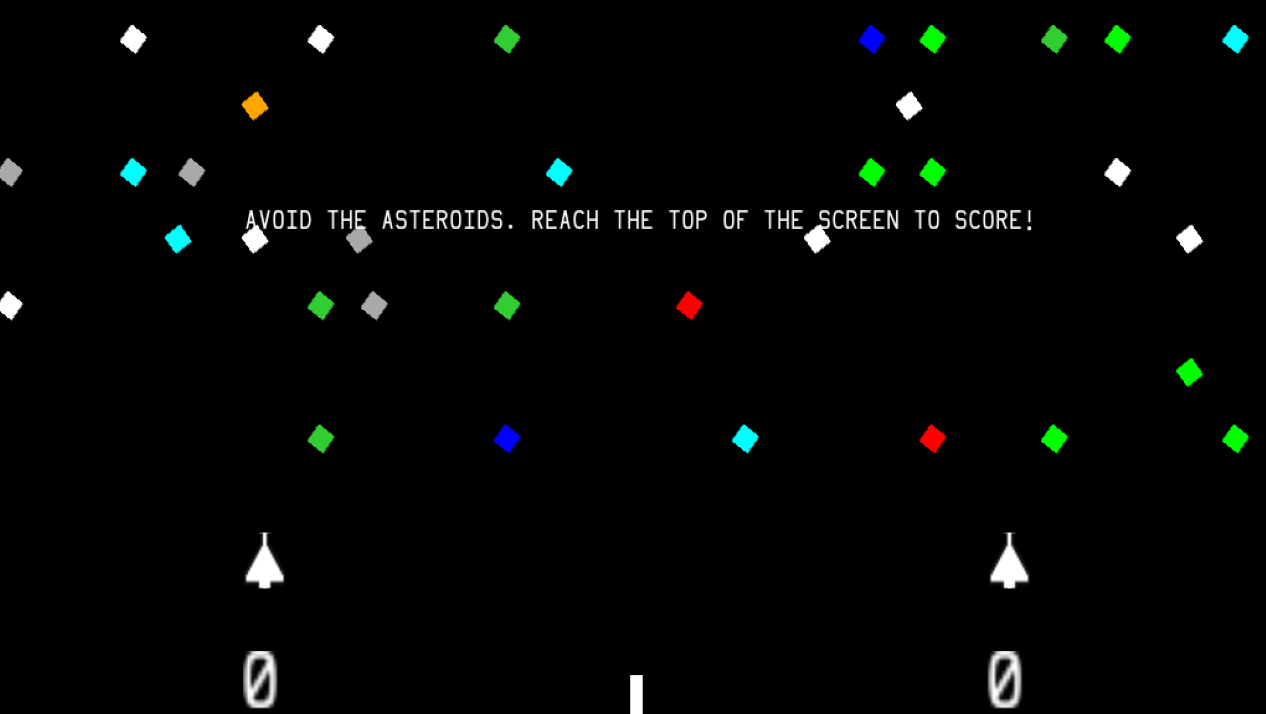 AVOID THE ASTEROIDS. REACH THE TOP OF THE SCREEN TO SCORE!
0 0